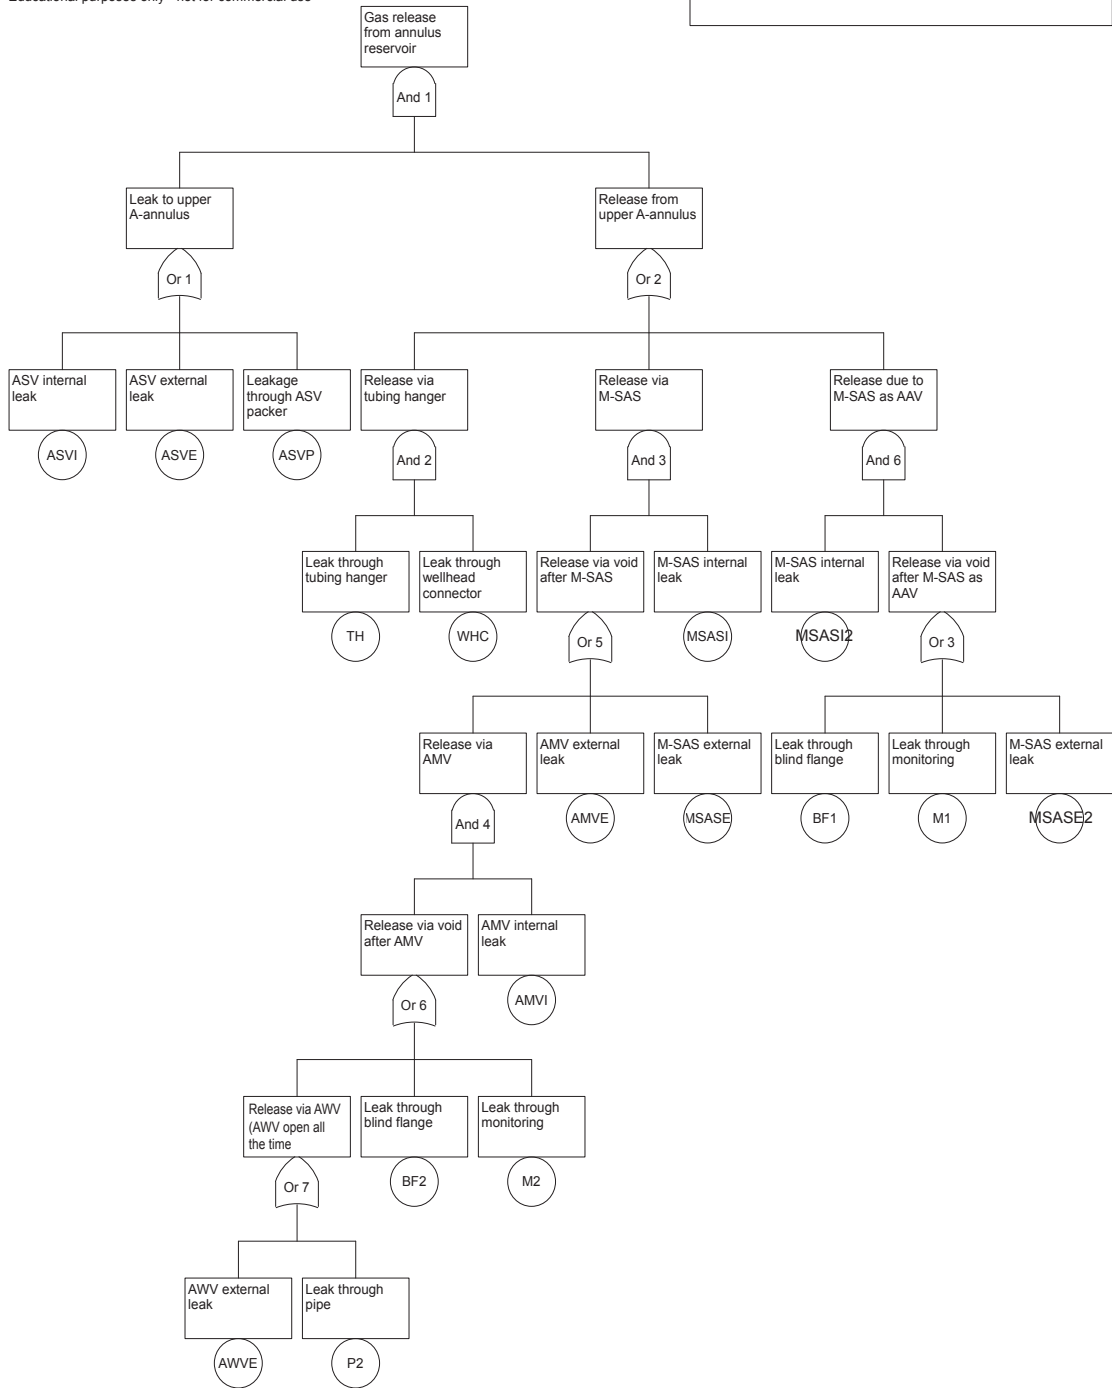 Educational purposes only - not for commercial use
Gas release
from annulus
reservoir
And 1
Leak to upper
A-annulus
Release from
upper A-annulus
Or 1
Or 2
ASV internal
leak
ASV external
leak
Leakage
through ASV
packer
Release via
tubing hanger
Release via
M-SAS
Release due to
M-SAS as AAV
ASVI
ASVE
ASVP
And 2
And 3
And 6
Leak through
tubing hanger
Leak through
wellhead
connector
Release via void
after M-SAS
M-SAS internal
leak
M-SAS internal
leak
Release via void
after M-SAS as
AAV
TH
WHC
Or 5
MSASI
MSASI2
Or 3
Release via
AMV
AMV external
leak
M-SAS external
leak
Leak through
blind flange
Leak through
monitoring
M-SAS external
leak
And 4
AMVE
MSASE
BF1
M1
MSASE2
Release via void
after AMV
AMV internal
leak
Or 6
AMVI
Release via AWV
(AWV open all
the time
Leak through
blind flange
Leak through
monitoring
Or 7
BF2
M2
AWV external
leak
Leak through
pipe
AWVE
P2